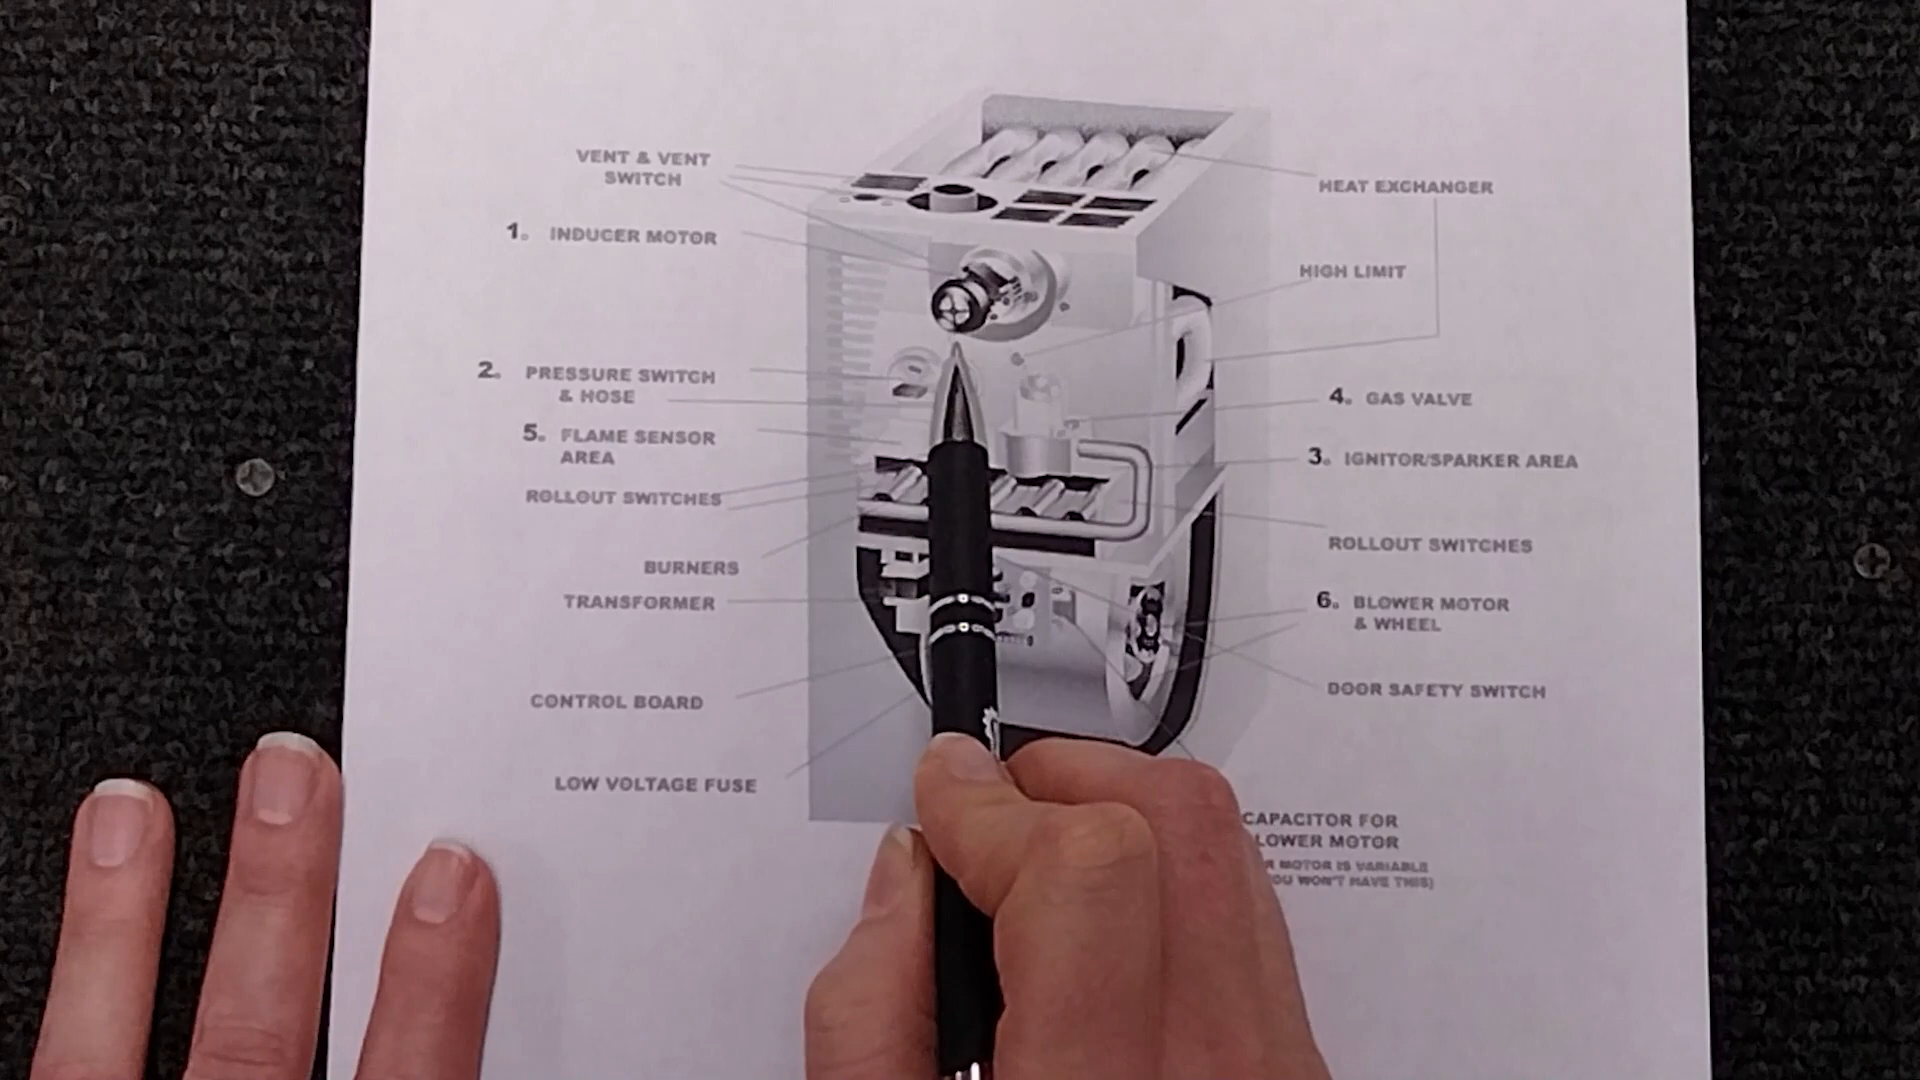 VENT & VENT
SWITCH
1. INDUCER MOTOR
2. PRESSURE SWITCH
& HOSE
5. FLAME SENSOR
AREA
ROLLOUT SWITCHES
BURNERS
TRANSFORMER
CONTROL BOARD
LOW VOLTAGE FUSE
HEAT EXCHANGER
HIGH LIMIT
4. GAS VALVE
3. IGNITOR/SPARKER AREA
ROLLOUT SWITCHES
6. BLOWER MOTOR
& WHEEL
DOOR SAFETY SWITCH
CAPACITOR FOR
LOWER MOTOR
R MOTOR IS VARIABLE
OU WON'T HAVE THIS)